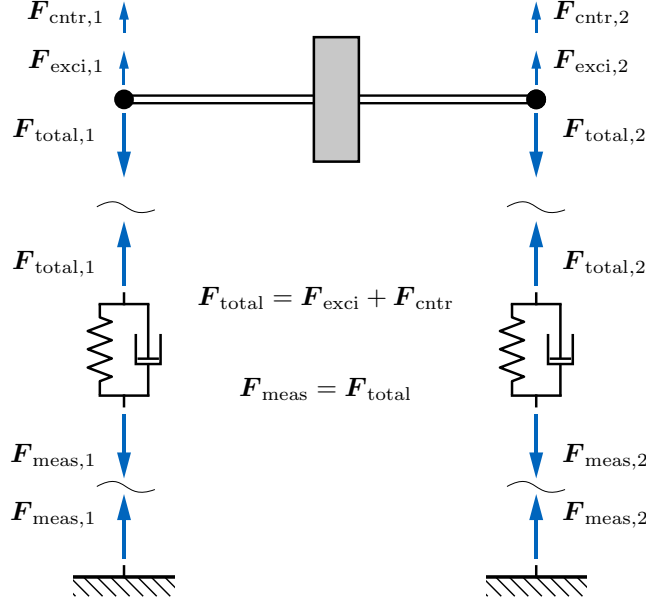 F_cntr,1 F_cntr,2
F_exci,1 F_exci,2
F_total,1 F_total,2
F_total,1 F_total,2
F_total = F_exci + F_cntr
F_meas = F_total
F_meas,1 F_meas,2
F_meas,1 F_meas,2